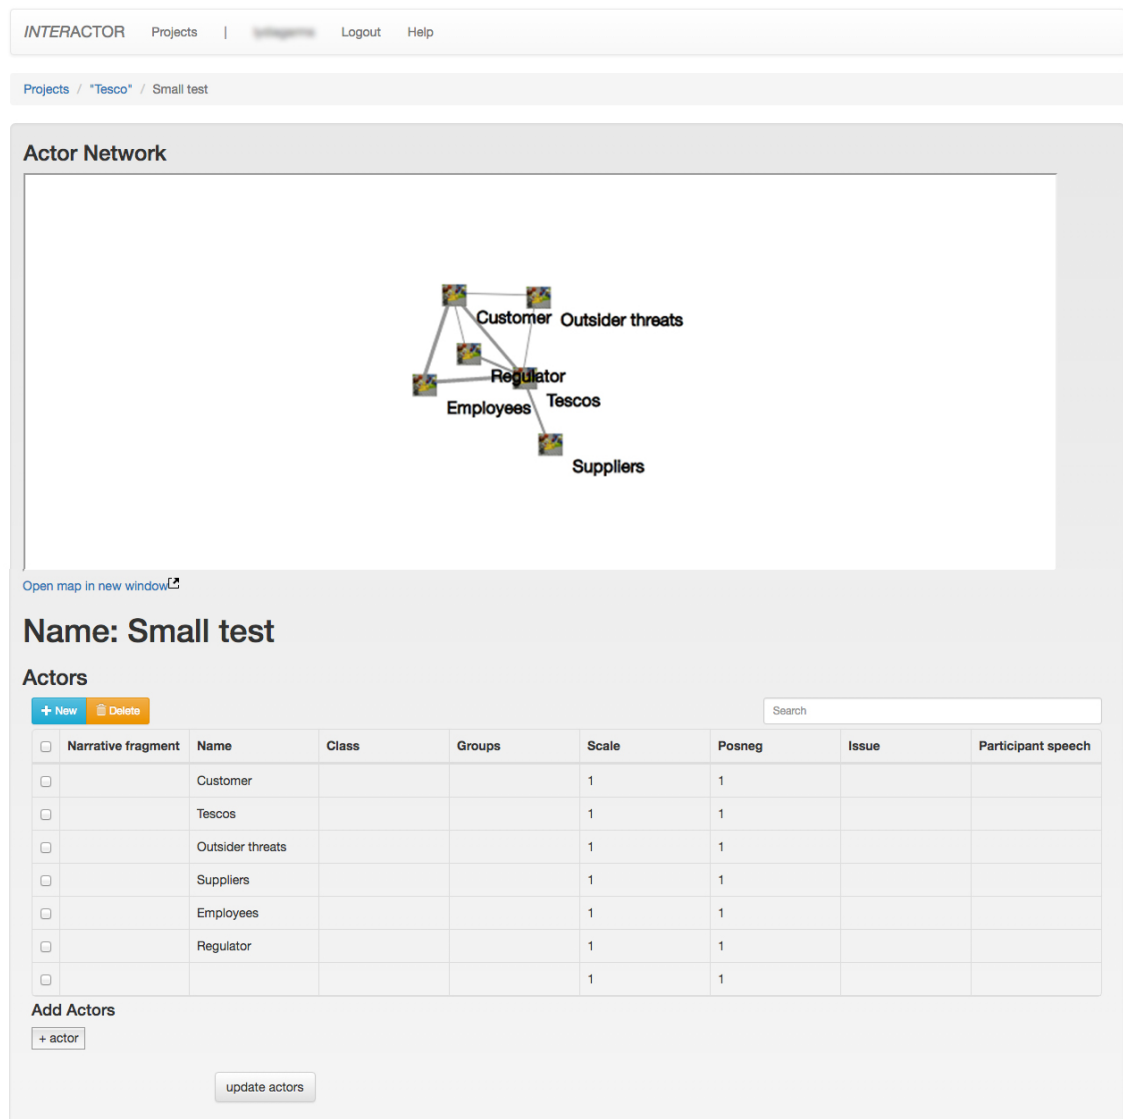 INTERACTOR Projects | Logout Help
Projects / "Tesco" / Small test
Actor Network
Customer Outsider threats
Regulator
Employees Tescos
Suppliers
Open map in new window
Name: Small test
Actors
+ New Delete Search
Narrative fragment Name Class Groups Scale Posneg Issue Participant speech
Customer 1 1
Tescos 1 1
Outsider threats 1 1
Suppliers 1 1
Employees 1 1
Regulator 1 1
1 1
Add Actors
+ actor
update actors